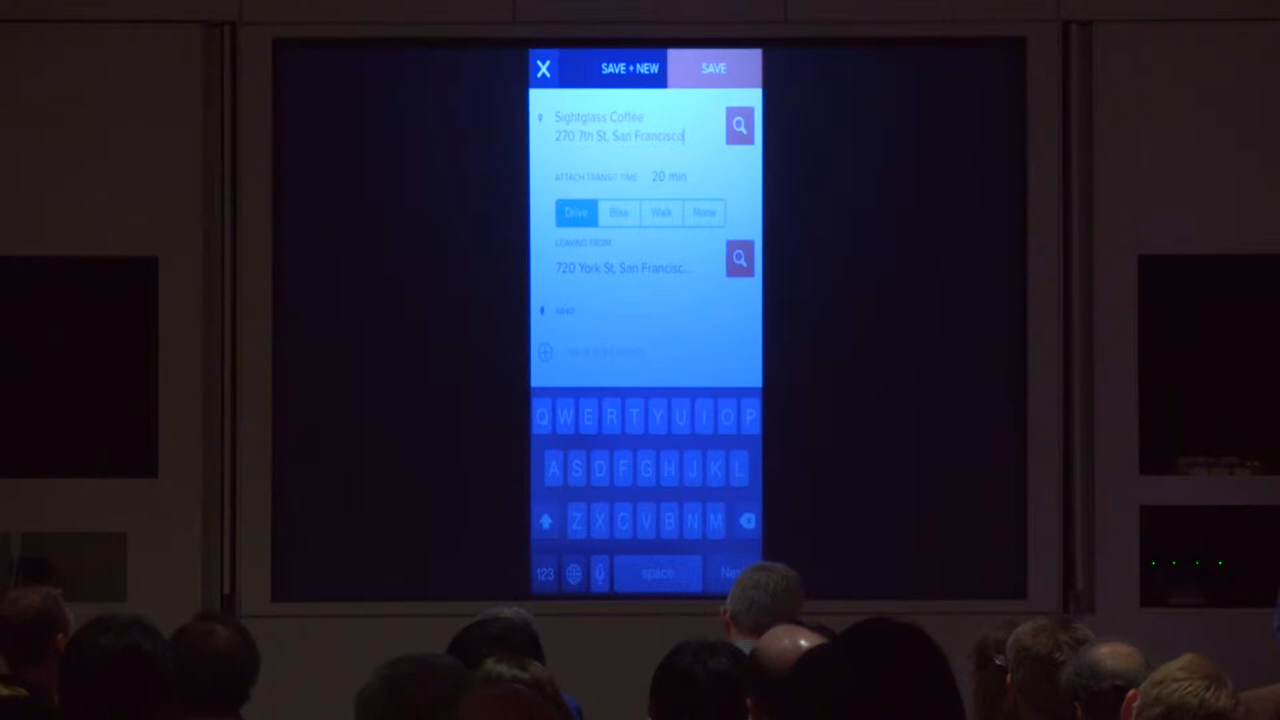 X SAVE + NEW SAVE
Sightglass Coffee
270 7th St, San Francisco
ATTACH TRANSIT TIME: 20 min
Drive Bike Walk None
LEAVING FROM:
720 York St, San Francisc...
WHO
Q W E R T Y U I O P
A S D F G H J K L
Z X C V B N M
123 space